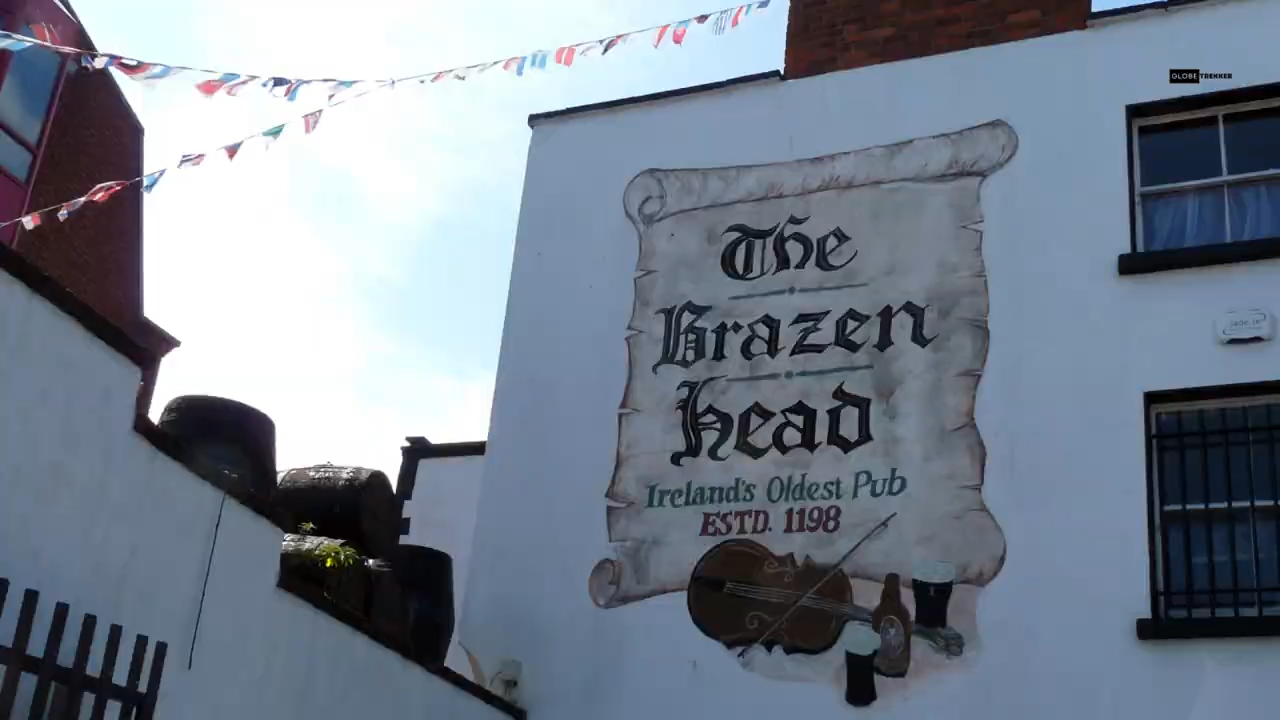 GLOBE TREKKER
The
Brazen
head
Ireland's Oldest Pub
ESTD. 1198